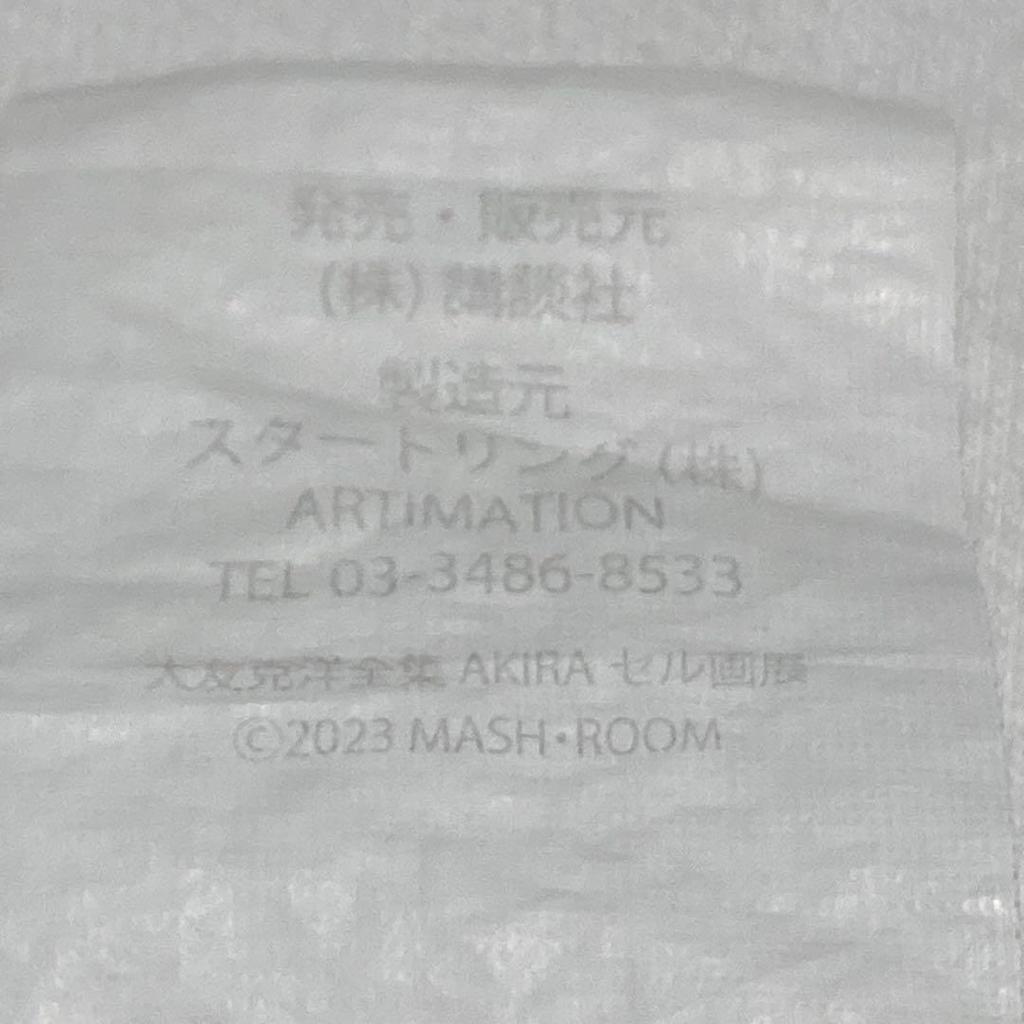 発売・販売元
(株)講談社
製造元
スタートリング(株)
ARTiMATION
TEL 03-3486-8533
大友克洋全集 AKIRA セル画展
©2023 MASH・ROOM